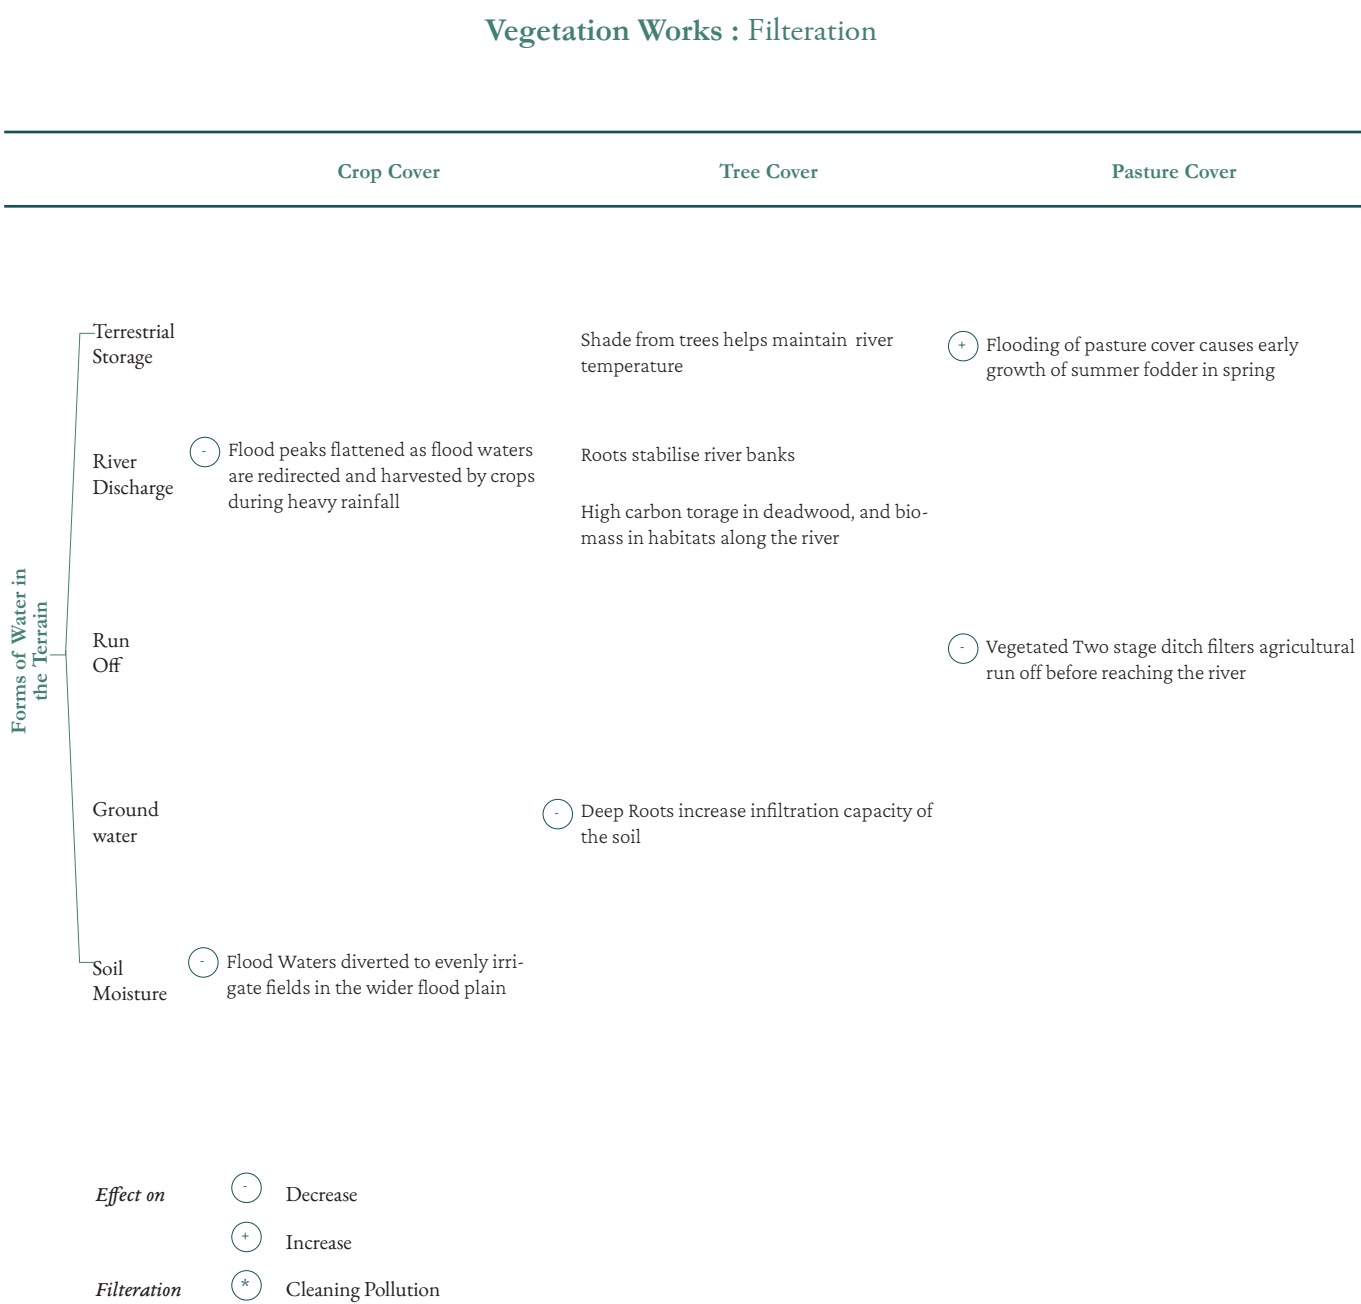 Vegetation Works : Filteration
Crop Cover
Tree Cover
Pasture Cover
Forms of Water in
the Terrain
Terrestrial
Storage
Shade from trees helps maintain river
temperature
+
Flooding of pasture cover causes early
growth of summer fodder in spring
River
Discharge
-
Flood peaks flattened as flood waters
are redirected and harvested by crops
during heavy rainfall
Roots stabilise river banks
High carbon torage in deadwood, and bio-
mass in habitats along the river
Run
Off
-
Vegetated Two stage ditch filters agricultural
run off before reaching the river
Ground
water
-
Deep Roots increase infiltration capacity of
the soil
Soil
Moisture
-
Flood Waters diverted to evenly irri-
gate fields in the wider flood plain
Effect on
-
Decrease
+
Increase
Filteration
*
Cleaning Pollution